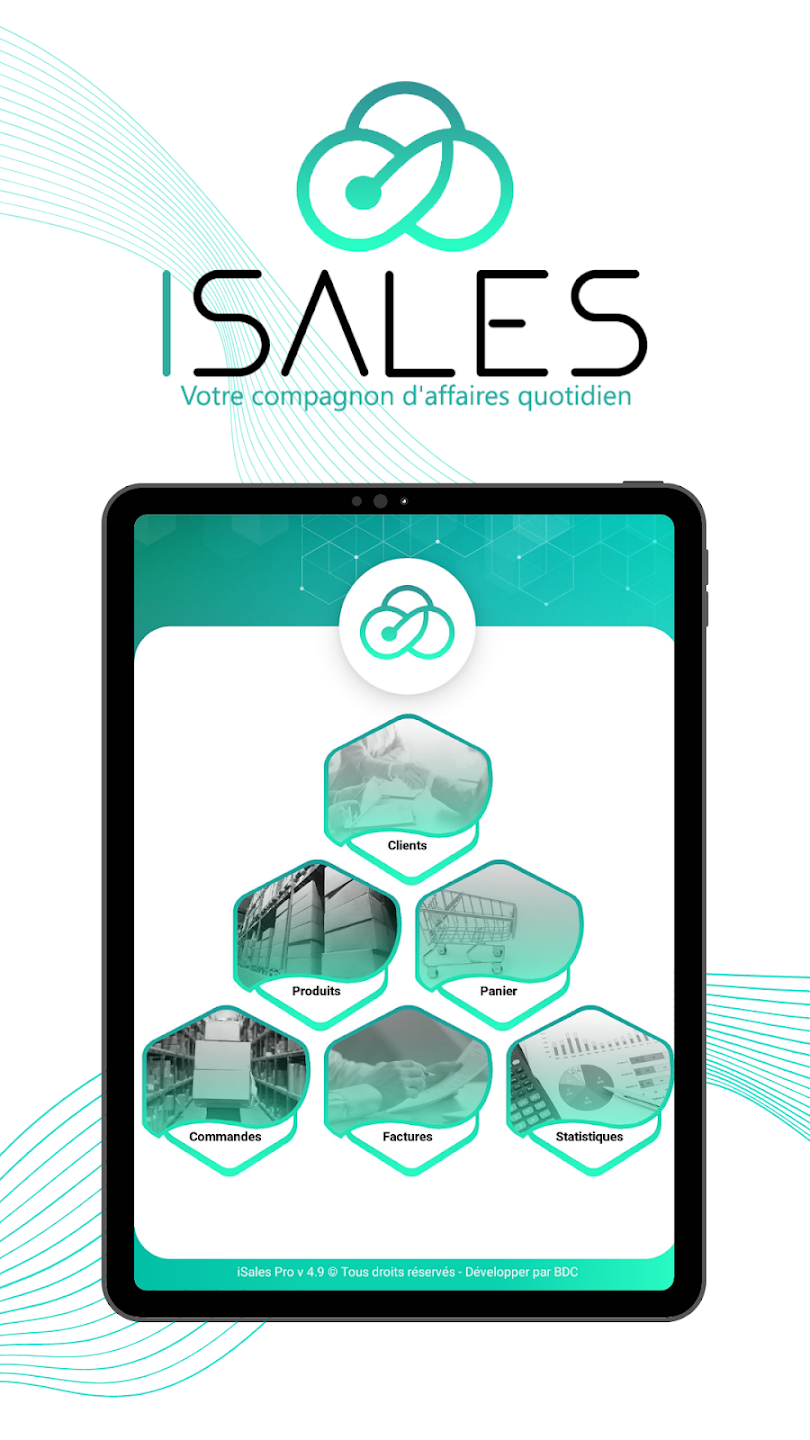 ISALES
Votre compagnon d'affaires quotidien
Clients
Produits
Panier
Commandes
Factures
Statistiques
iSales Pro v 4.9 © Tous droits réservés - Développer par BDC